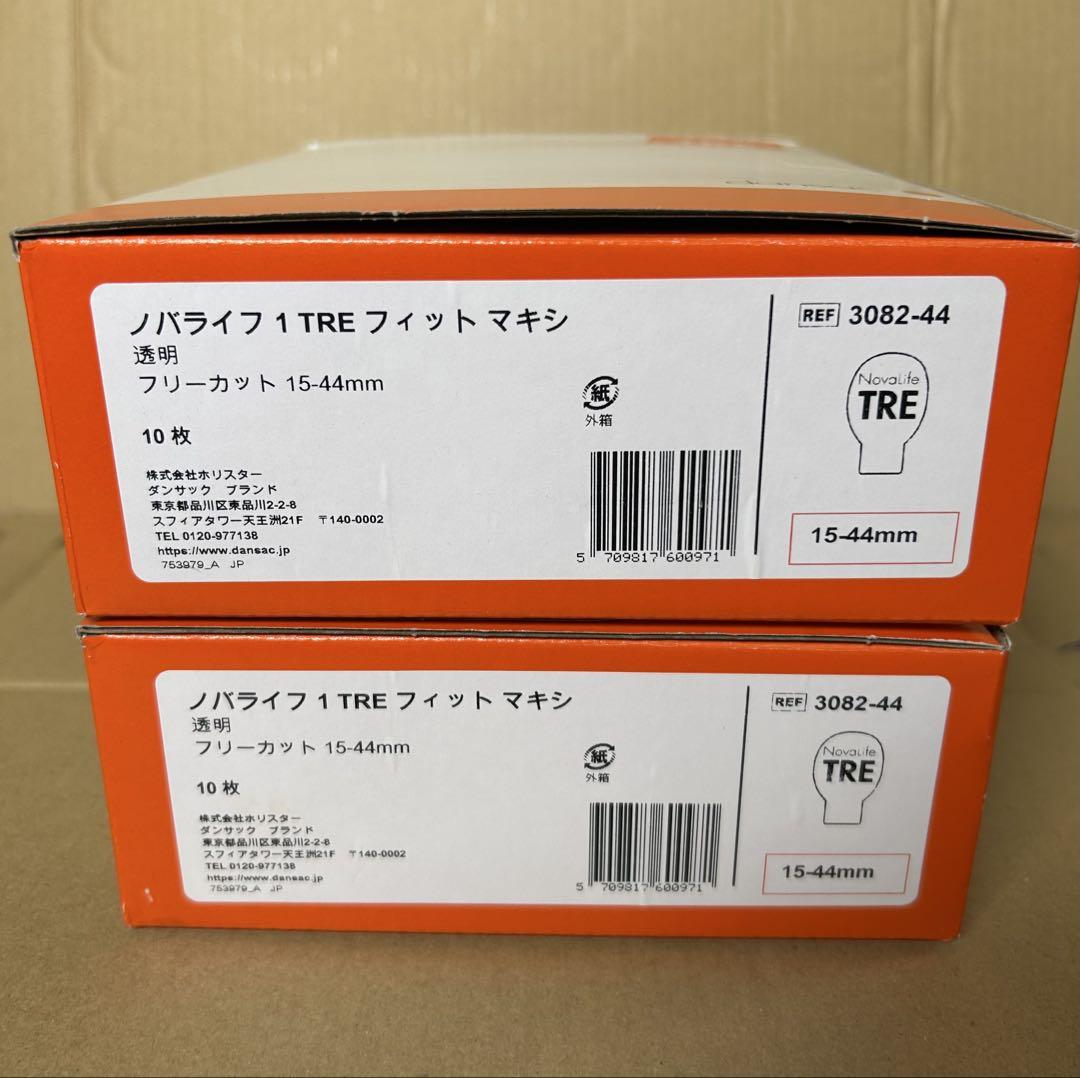 ノバライフ 1 TRE フィット マキシ
透明
フリーカット 15-44mm
10 枚
株式会社ホリスター
ダンサック ブランド
東京都品川区東品川2-2-8
スフィアタワー天王洲21F 〒140-0002
TEL 0120-977138
https://www.dansac.jp
753979_A JP
紙
外箱
5 709817 600971
REF 3082-44
NovaLife
TRE
15-44mm
ノバライフ 1 TRE フィット マキシ
透明
フリーカット 15-44mm
10 枚
株式会社ホリスター
ダンサック ブランド
東京都品川区東品川2-2-8
スフィアタワー天王洲21F 〒140-0002
TEL 0120-977138
https://www.dansac.jp
753979_A JP
紙
外箱
5 709817 600971
REF 3082-44
NovaLife
TRE
15-44mm